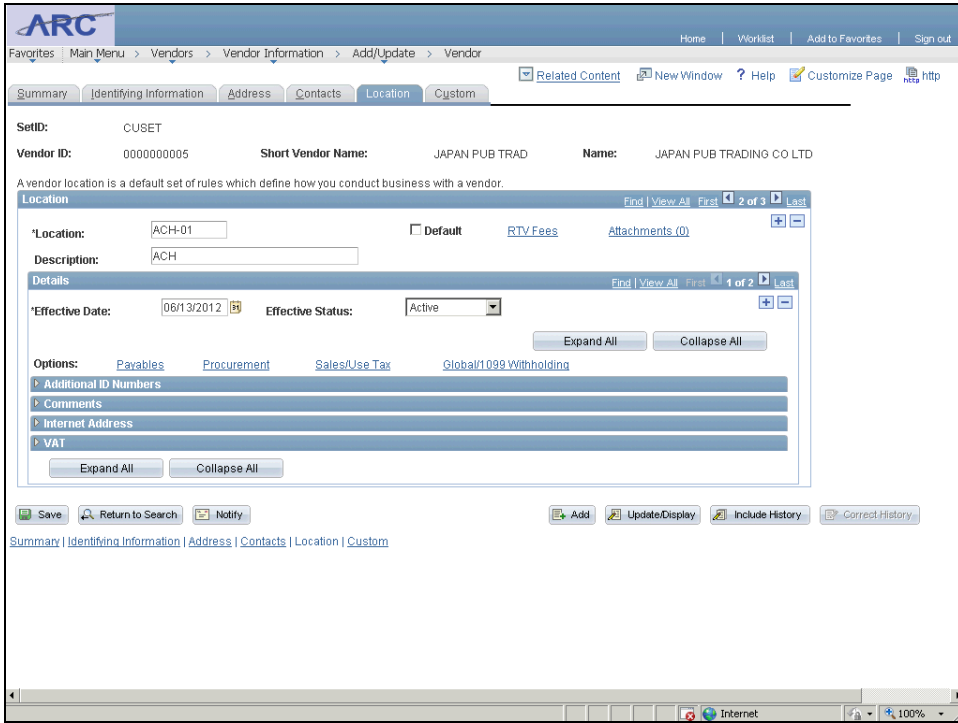 ARC
Home | Worklist | Add to Favorites | Sign out
Favorites Main Menu > Vendors > Vendor Information > Add/Update > Vendor
Related Content New Window ? Help Customize Page http
Summary Identifying Information Address Contacts Location Custom
SetID: CUSET
Vendor ID: 0000000005 Short Vendor Name: JAPAN PUB TRAD Name: JAPAN PUB TRADING CO LTD
A vendor location is a default set of rules which define how you conduct business with a vendor.
Location Find | View All First 2 of 3 Last
*Location: ACH-01 Default RTV Fees Attachments (0)
Description: ACH
Details Find | View All First 1 of 2 Last
*Effective Date: 06/13/2012 Effective Status: Active
Expand All Collapse All
Options: Payables Procurement Sales/Use Tax Global/1099 Withholding
Additional ID Numbers
Comments
Internet Address
VAT
Expand All Collapse All
Save Return to Search Notify Add Update/Display Include History Correct History
Summary | Identifying Information | Address | Contacts | Location | Custom
Internet 100%